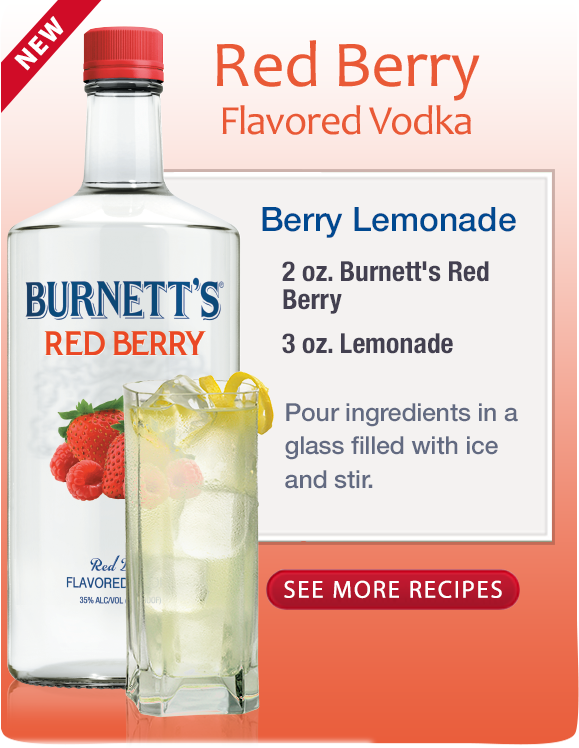 NEW
Red Berry
Flavored Vodka
BURNETT'S®
RED BERRY
Red
FLAVORED
35% ALC/VOL
Berry Lemonade
2 oz. Burnett's Red
Berry
3 oz. Lemonade
Pour ingredients in a
glass filled with ice
and stir.
SEE MORE RECIPES